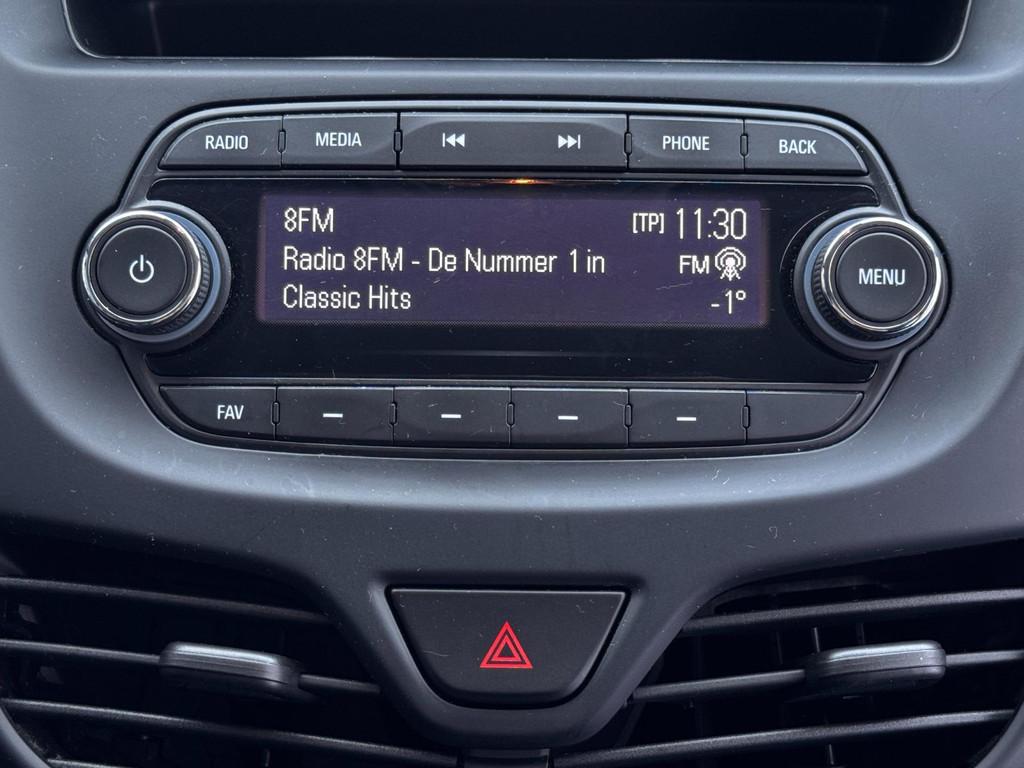 RADIO MEDIA PHONE BACK
8FM [TP] 11:30
Radio 8FM - De Nummer 1 in FM
Classic Hits -1°
MENU
FAV